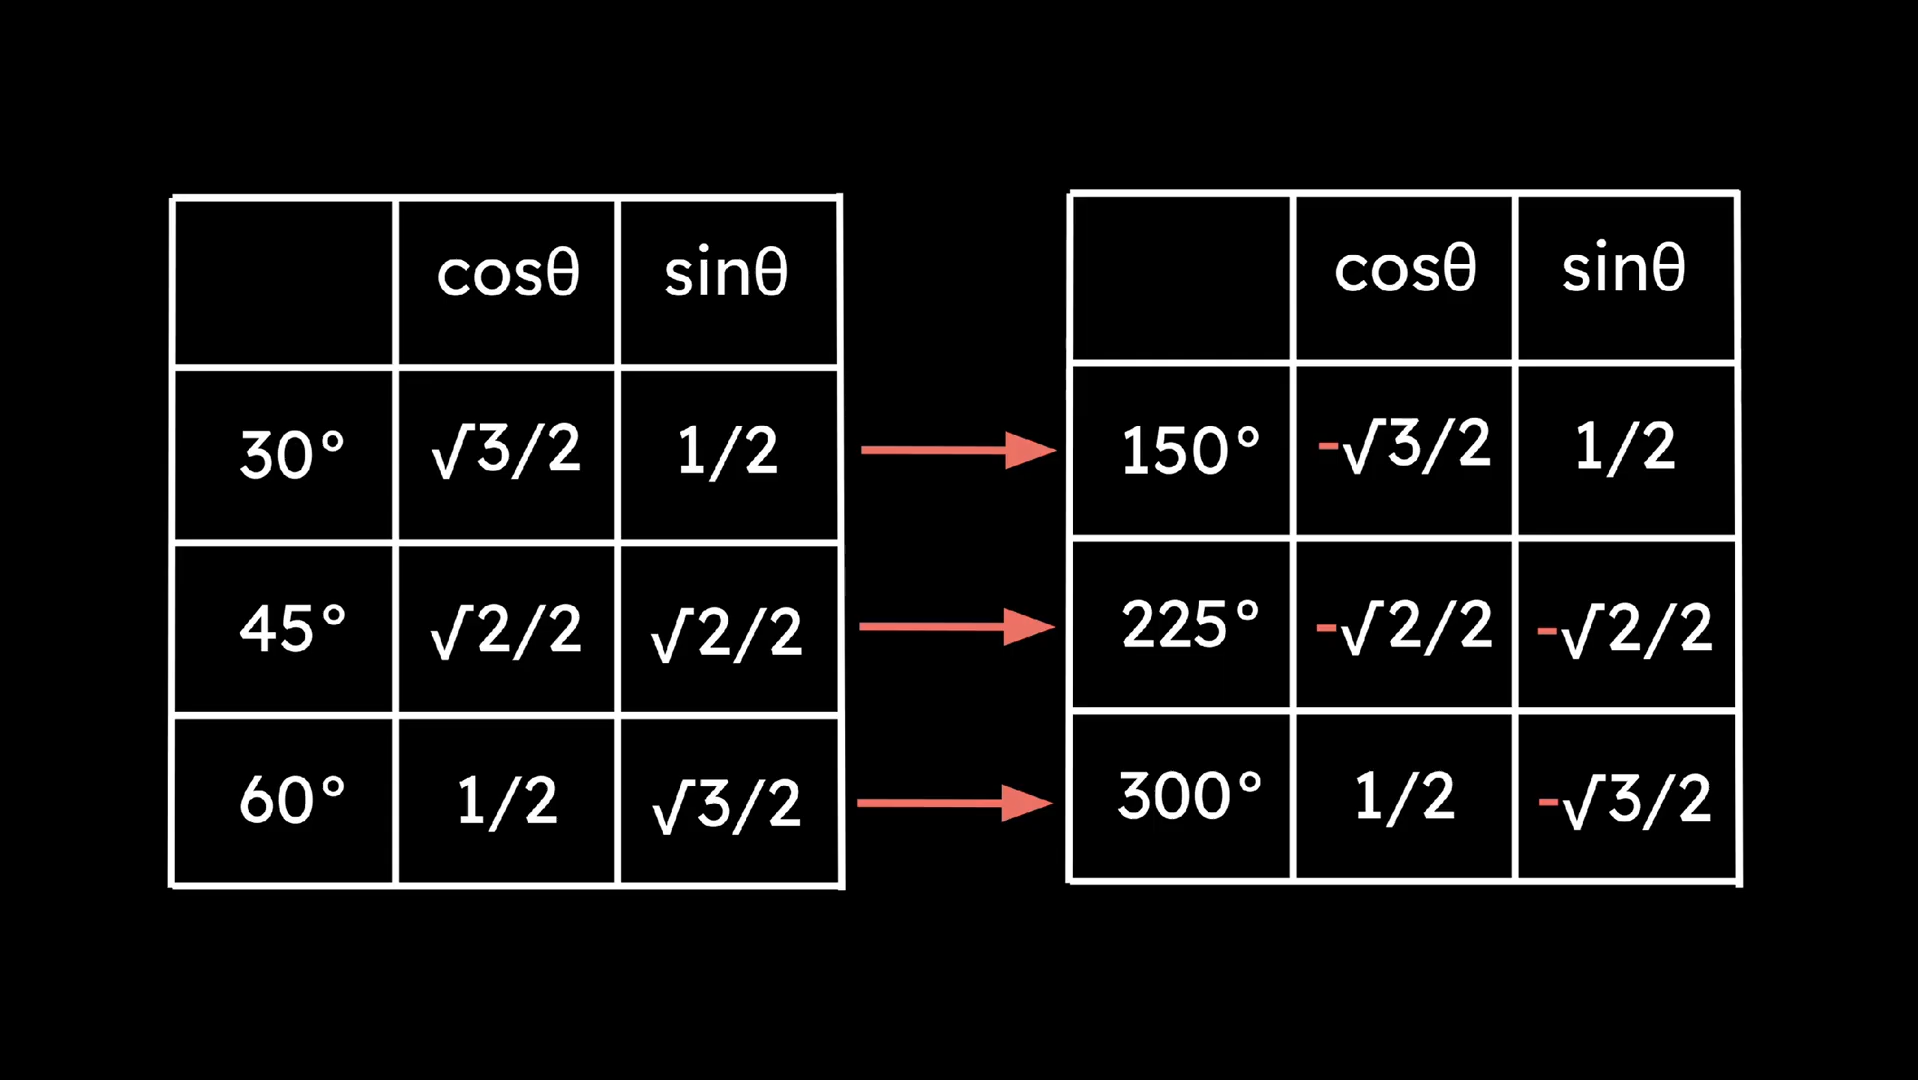 cosθ sinθ
30° √3/2 1/2
45° √2/2 √2/2
60° 1/2 √3/2
cosθ sinθ
150° -√3/2 1/2
225° -√2/2 -√2/2
300° 1/2 -√3/2